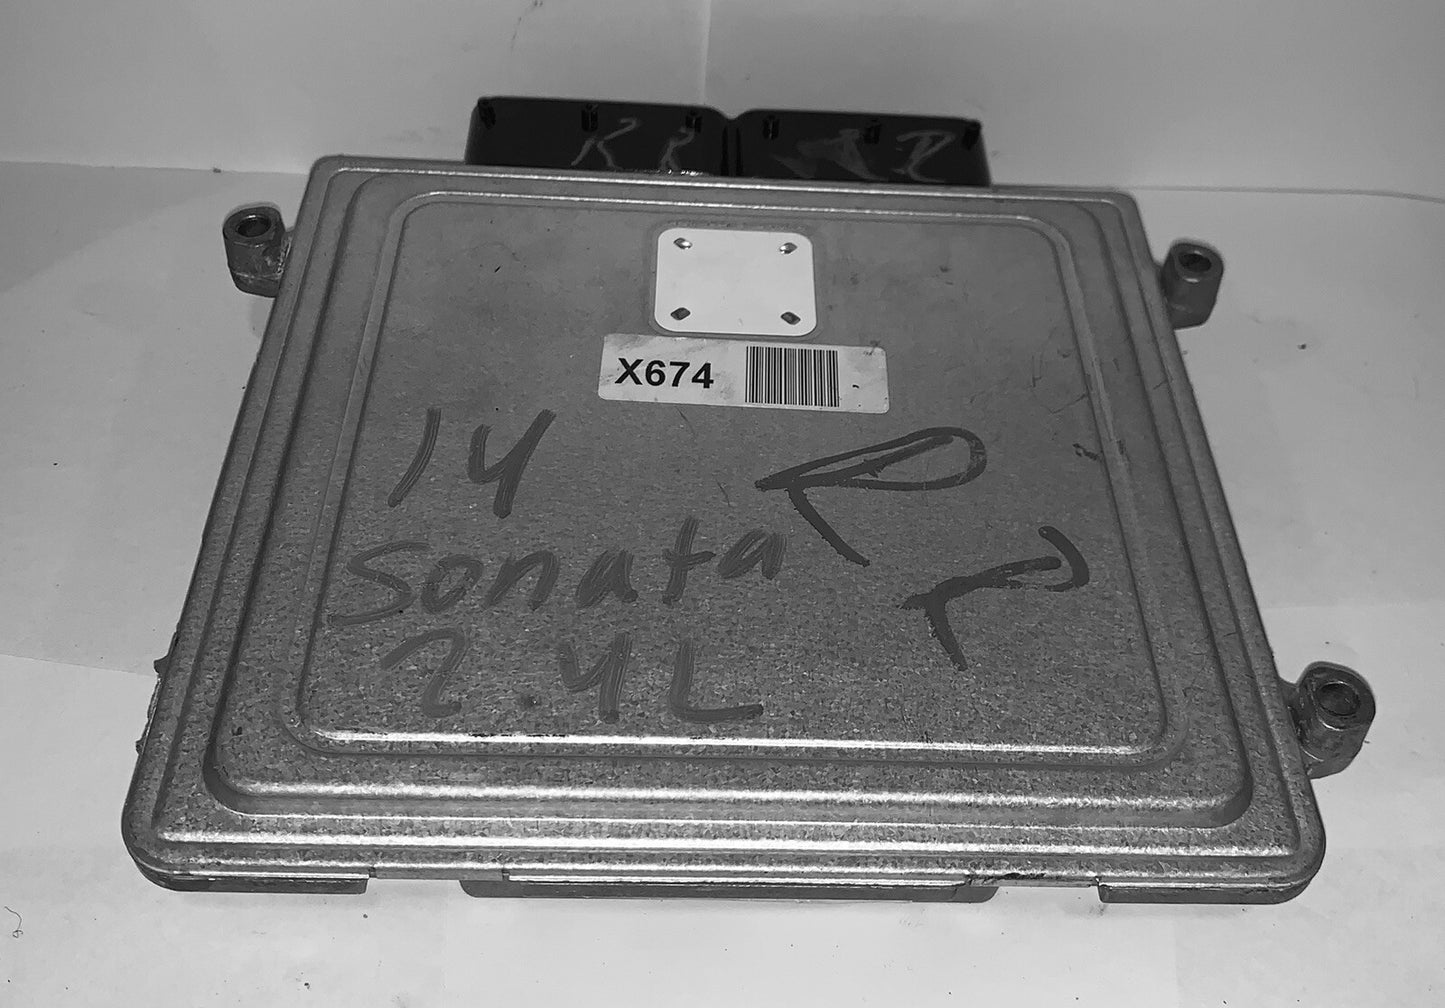 R R R R
X674
14
Sonata
2.4L
R
R